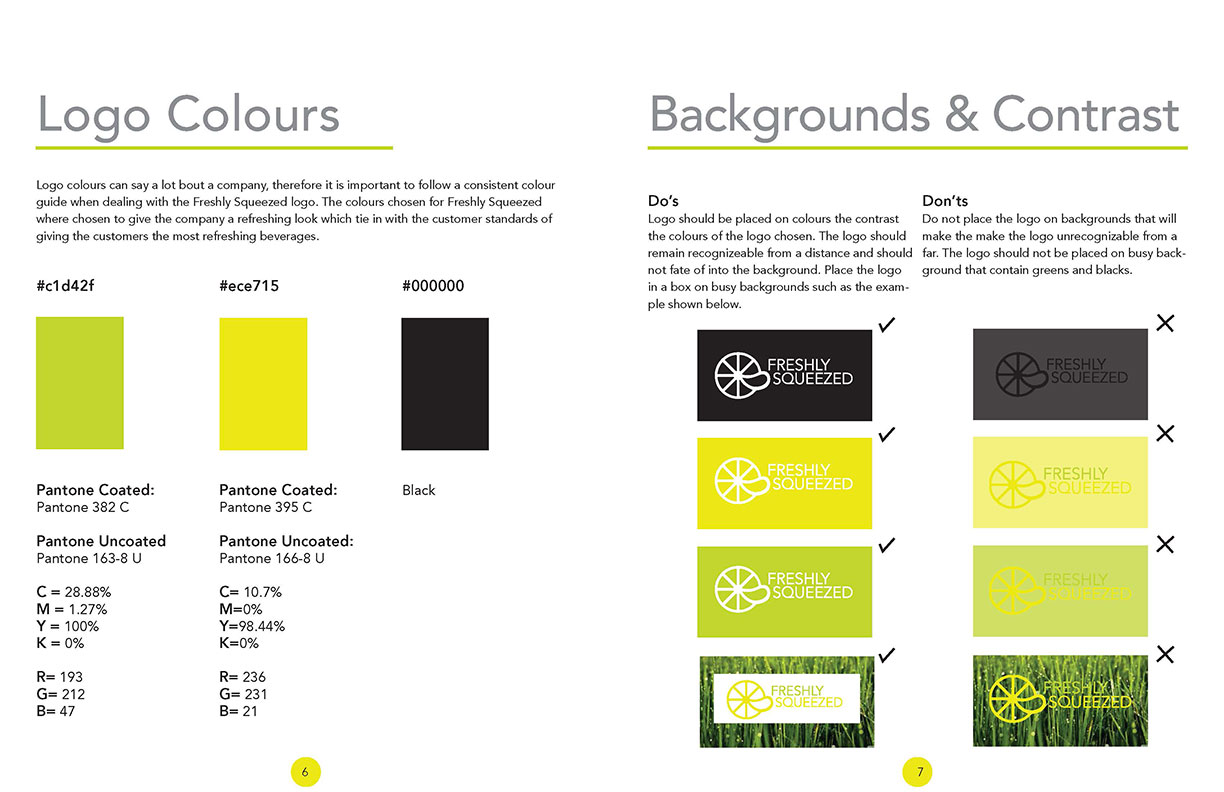 Logo Colours
Logo colours can say a lot bout a company, therefore it is important to follow a consistent colour
guide when dealing with the Freshly Squeezed logo. The colours chosen for Freshly Squeezed
where chosen to give the company a refreshing look which tie in with the customer standards of
giving the customers the most refreshing beverages.
#c1d42f
#ece715
#000000
Pantone Coated:
Pantone 382 C
Pantone Uncoated
Pantone 163-8 U
C = 28.88%
M = 1.27%
Y = 100%
K = 0%
R= 193
G= 212
B= 47
Pantone Coated:
Pantone 395 C
Pantone Uncoated:
Pantone 166-8 U
C= 10.7%
M=0%
Y=98.44%
K=0%
R= 236
G= 231
B= 21
Black
6
Backgrounds & Contrast
Do's
Logo should be placed on colours the contrast
the colours of the logo chosen. The logo should
remain recognizeable from a distance and should
not fate of into the background. Place the logo
in a box on busy backgrounds such as the exam-
ple shown below.
FRESHLY
SQUEEZED
FRESHLY
SQUEEZED
FRESHLY
SQUEEZED
FRESHLY
SQUEEZED
Don'ts
Do not place the logo on backgrounds that will
make the make the logo unrecognizable from a
far. The logo should not be placed on busy back-
ground that contain greens and blacks.
FRESHLY
SQUEEZED
FRESHLY
SQUEEZED
FRESHLY
SQUEEZED
FRESHLY
SQUEEZED
7